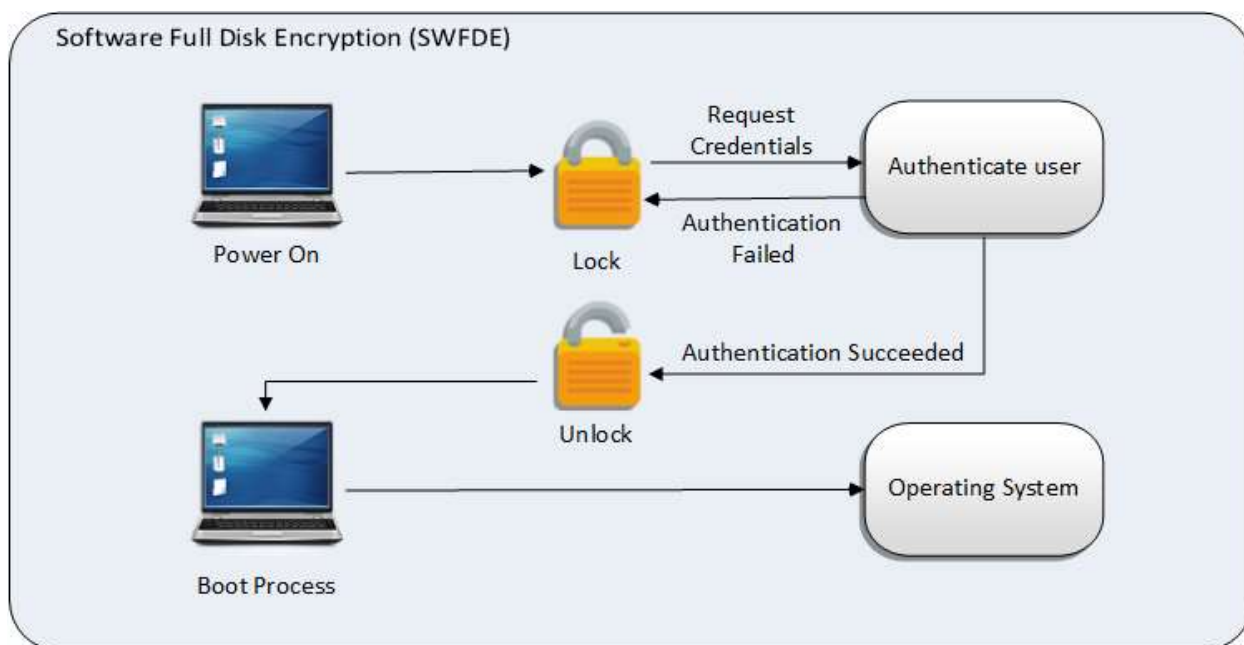 Software Full Disk Encryption (SWFDE)
Request
Credentials
Authenticate user
Authentication
Failed
Power On
Lock
Authentication Succeeded
Unlock
Operating System
Boot Process